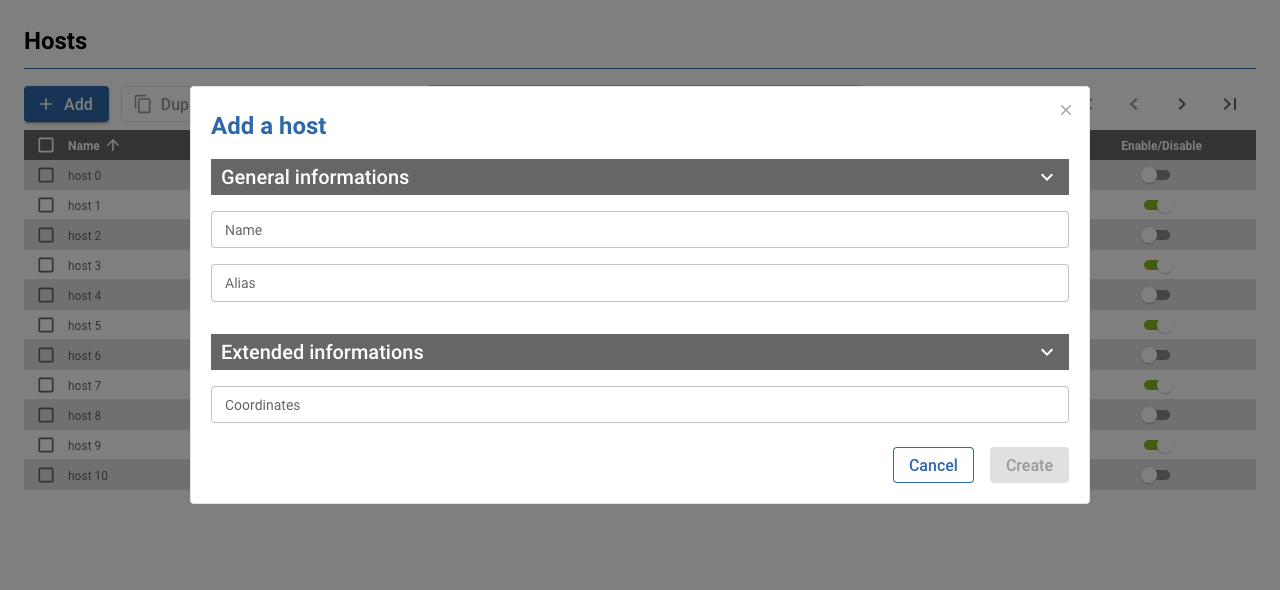 Hosts
Add
Dup
Name
Enable/Disable
host 0
host 1
host 2
host 3
host 4
host 5
host 6
host 7
host 8
host 9
host 10
Add a host
General informations
Name
Alias
Extended informations
Coordinates
Cancel
Create